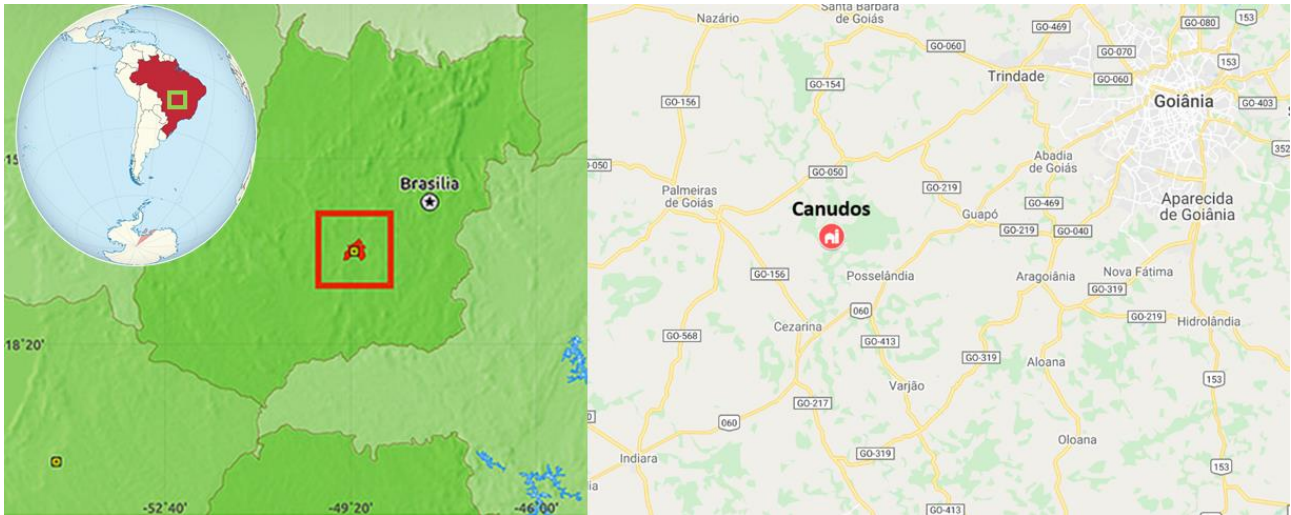 Brasília
15
18°20
-52°40
-49°20
-46°00
Santa Bárbara
de Goiás
Nazário
153
GO-469
GO-080
GO-060
GO-070
153
Trindade
GO-060
GO-154
GO-156
Goiânia
GO-403
Abadia
de Goiás
352
GO-050
-050
Palmeiras
de Goiás
GO-219
Canudos
GO-469
Aparecida
de Goiânia
Guapó
GO-219
GO-040
GO-156
Posselândia
Aragoiânia
Nova Fátima
GO-319
060
Cezarina
GO-219
Hidrolândia
GO-568
GO-413
GO-319
Aloana
153
Varjão
GO-217
060
Oloana
GO-319
Indiara
153
ia
GO-413